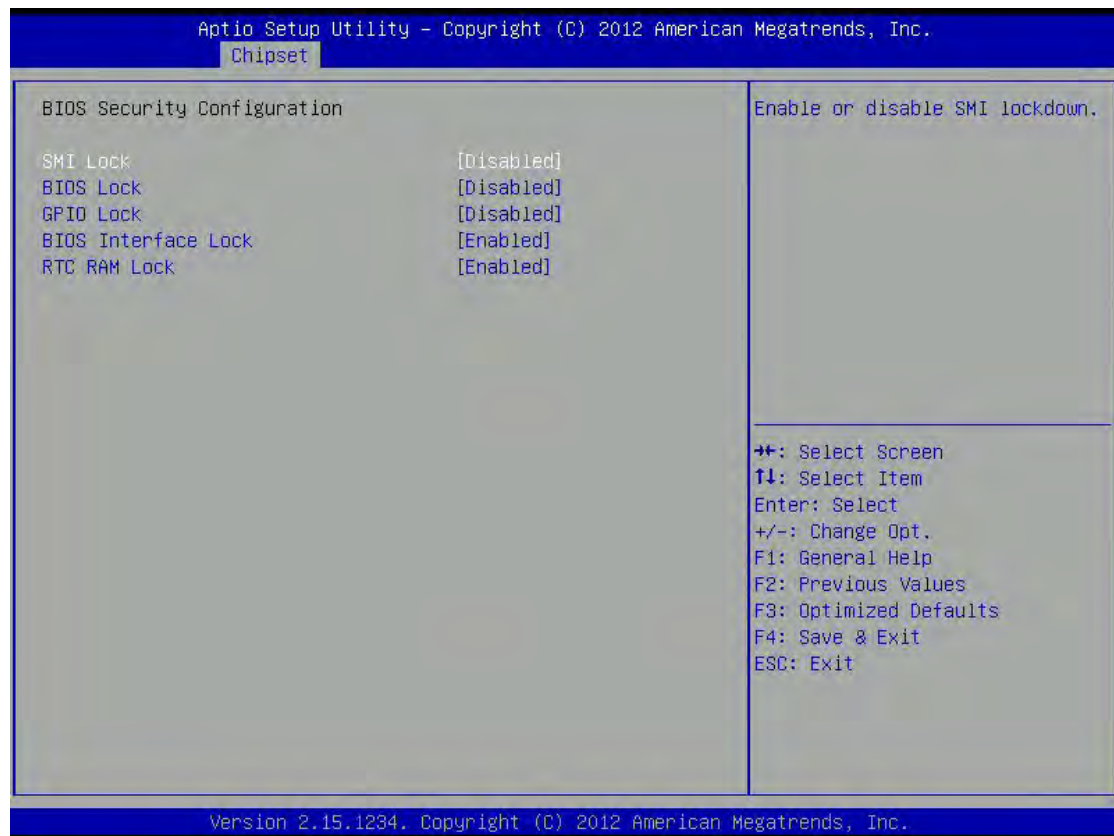 Aptio Setup Utility – Copyright (C) 2012 American Megatrends, Inc.
Chipset
BIOS Security Configuration
SMI Lock [Disabled]
BIOS Lock [Disabled]
GPIO Lock [Disabled]
BIOS Interface Lock [Enabled]
RTC RAM Lock [Enabled]
Enable or disable SMI lockdown.
→←: Select Screen
↑↓: Select Item
Enter: Select
+/-: Change Opt.
F1: General Help
F2: Previous Values
F3: Optimized Defaults
F4: Save & Exit
ESC: Exit
Version 2.15.1234. Copyright (C) 2012 American Megatrends, Inc.